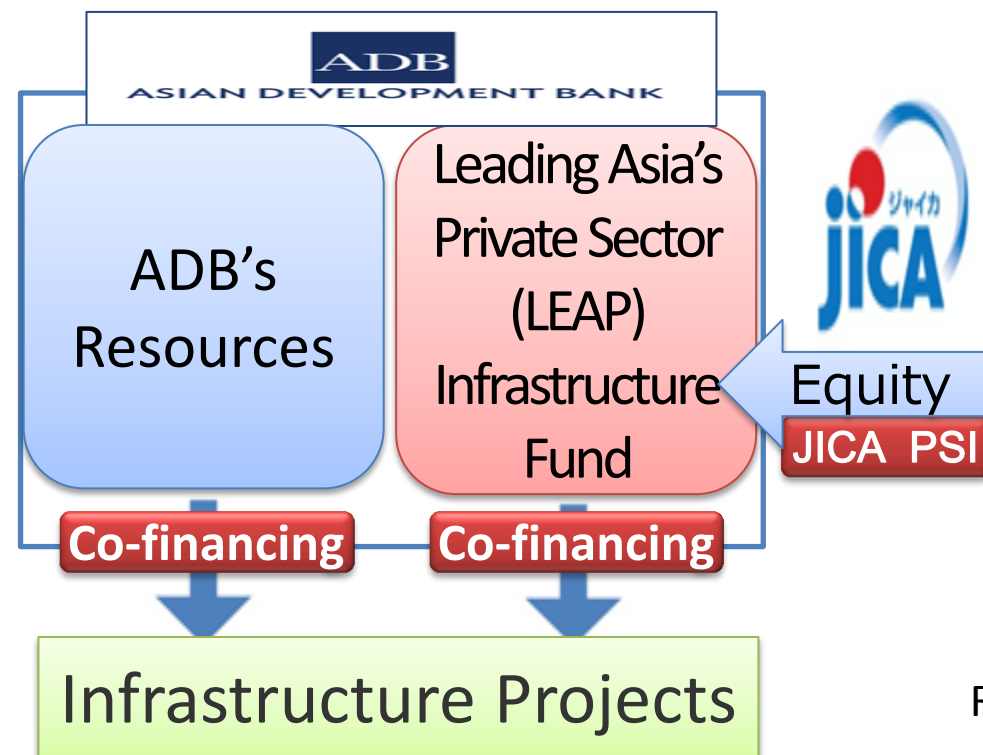 ADB
ASIAN DEVELOPMENT BANK
ADB's
Resources
Leading Asia's
Private Sector
(LEAP)
Infrastructure
Fund
ジャイカ
jICA
Equity
JICA PSI
Co-financing
Co-financing
Infrastructure Projects